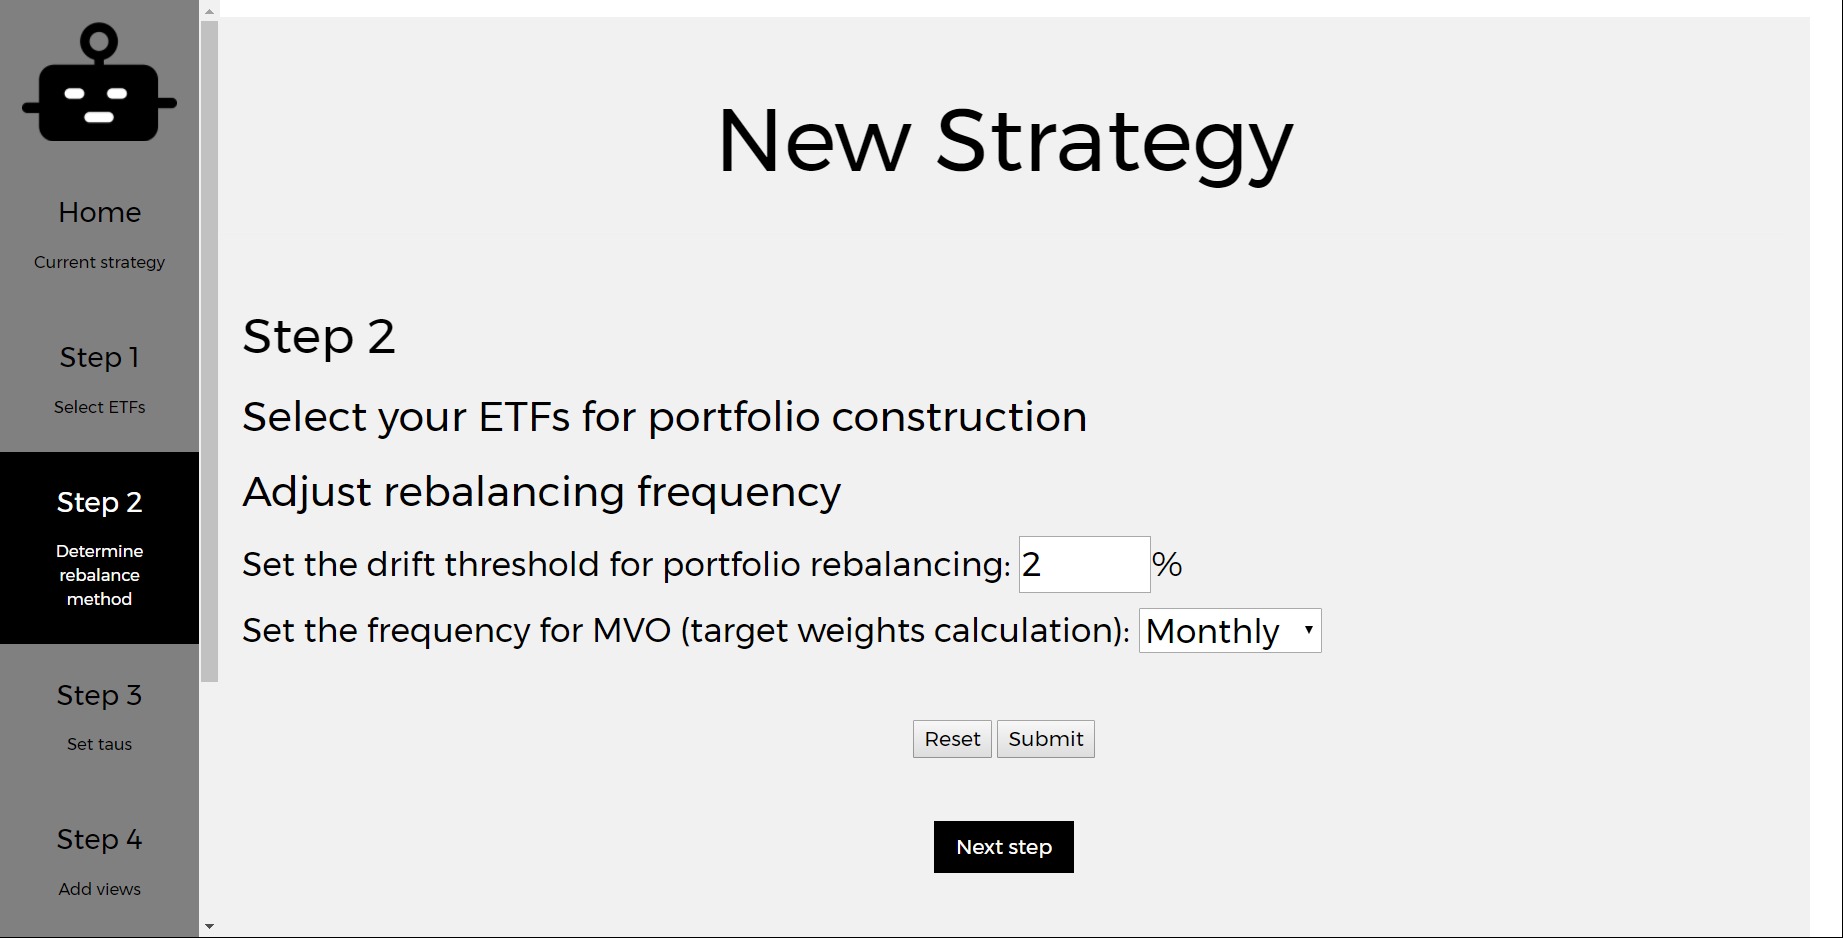 Home
Current strategy
Step 1
Select ETFs
Step 2
Determine
rebalance
method
Step 3
Set taus
Step 4
Add views
New Strategy
Step 2
Select your ETFs for portfolio construction
Adjust rebalancing frequency
Set the drift threshold for portfolio rebalancing: 2 %
Set the frequency for MVO (target weights calculation): Monthly
Reset Submit
Next step